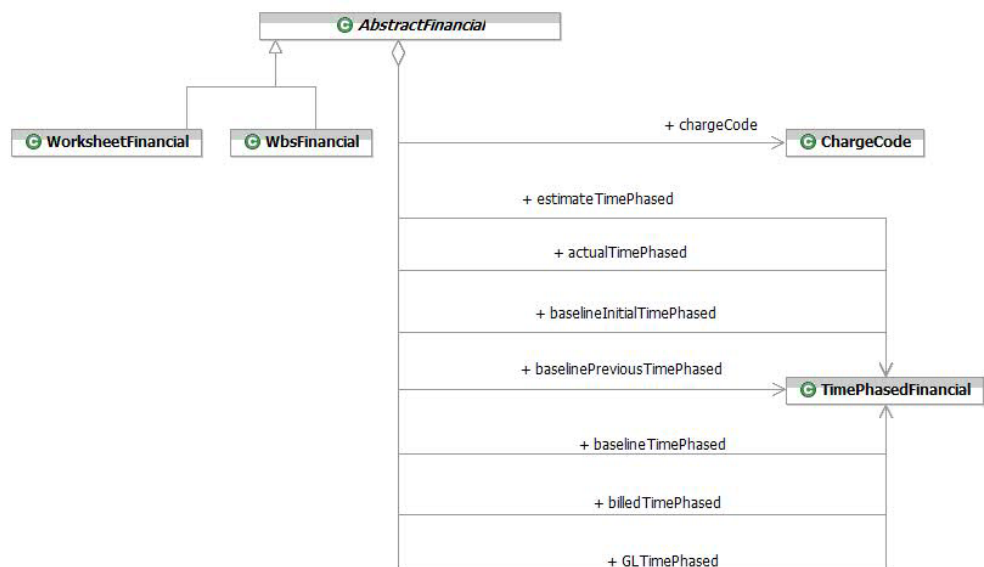 C AbstractFinancial
C WorksheetFinancial
C WbsFinancial
+ chargeCode
C ChargeCode
+ estimateTimePhased
+ actualTimePhased
+ baselineInitialTimePhased
+ baselinePreviousTimePhased
C TimePhasedFinancial
+ baselineTimePhased
+ billedTimePhased
+ GLTimePhased